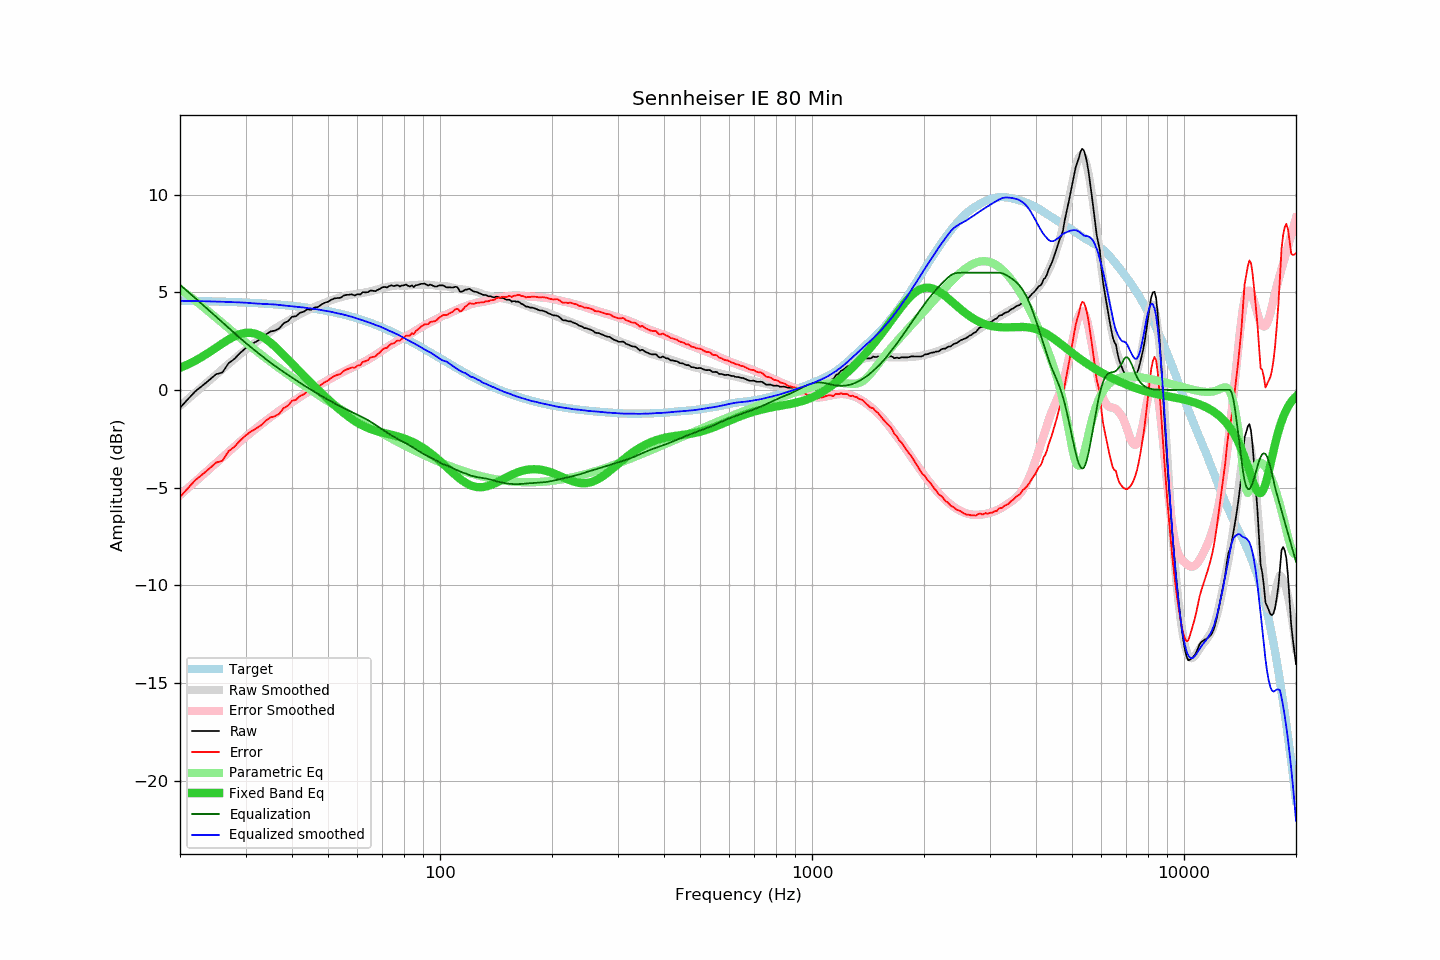 Sennheiser IE 80 Min
Amplitude (dBr)
10
5
0
−5
−10
−15
−20
Target
Raw Smoothed
Error Smoothed
Raw
Error
Parametric Eq
Fixed Band Eq
Equalization
Equalized smoothed
100
1000
10000
Frequency (Hz)